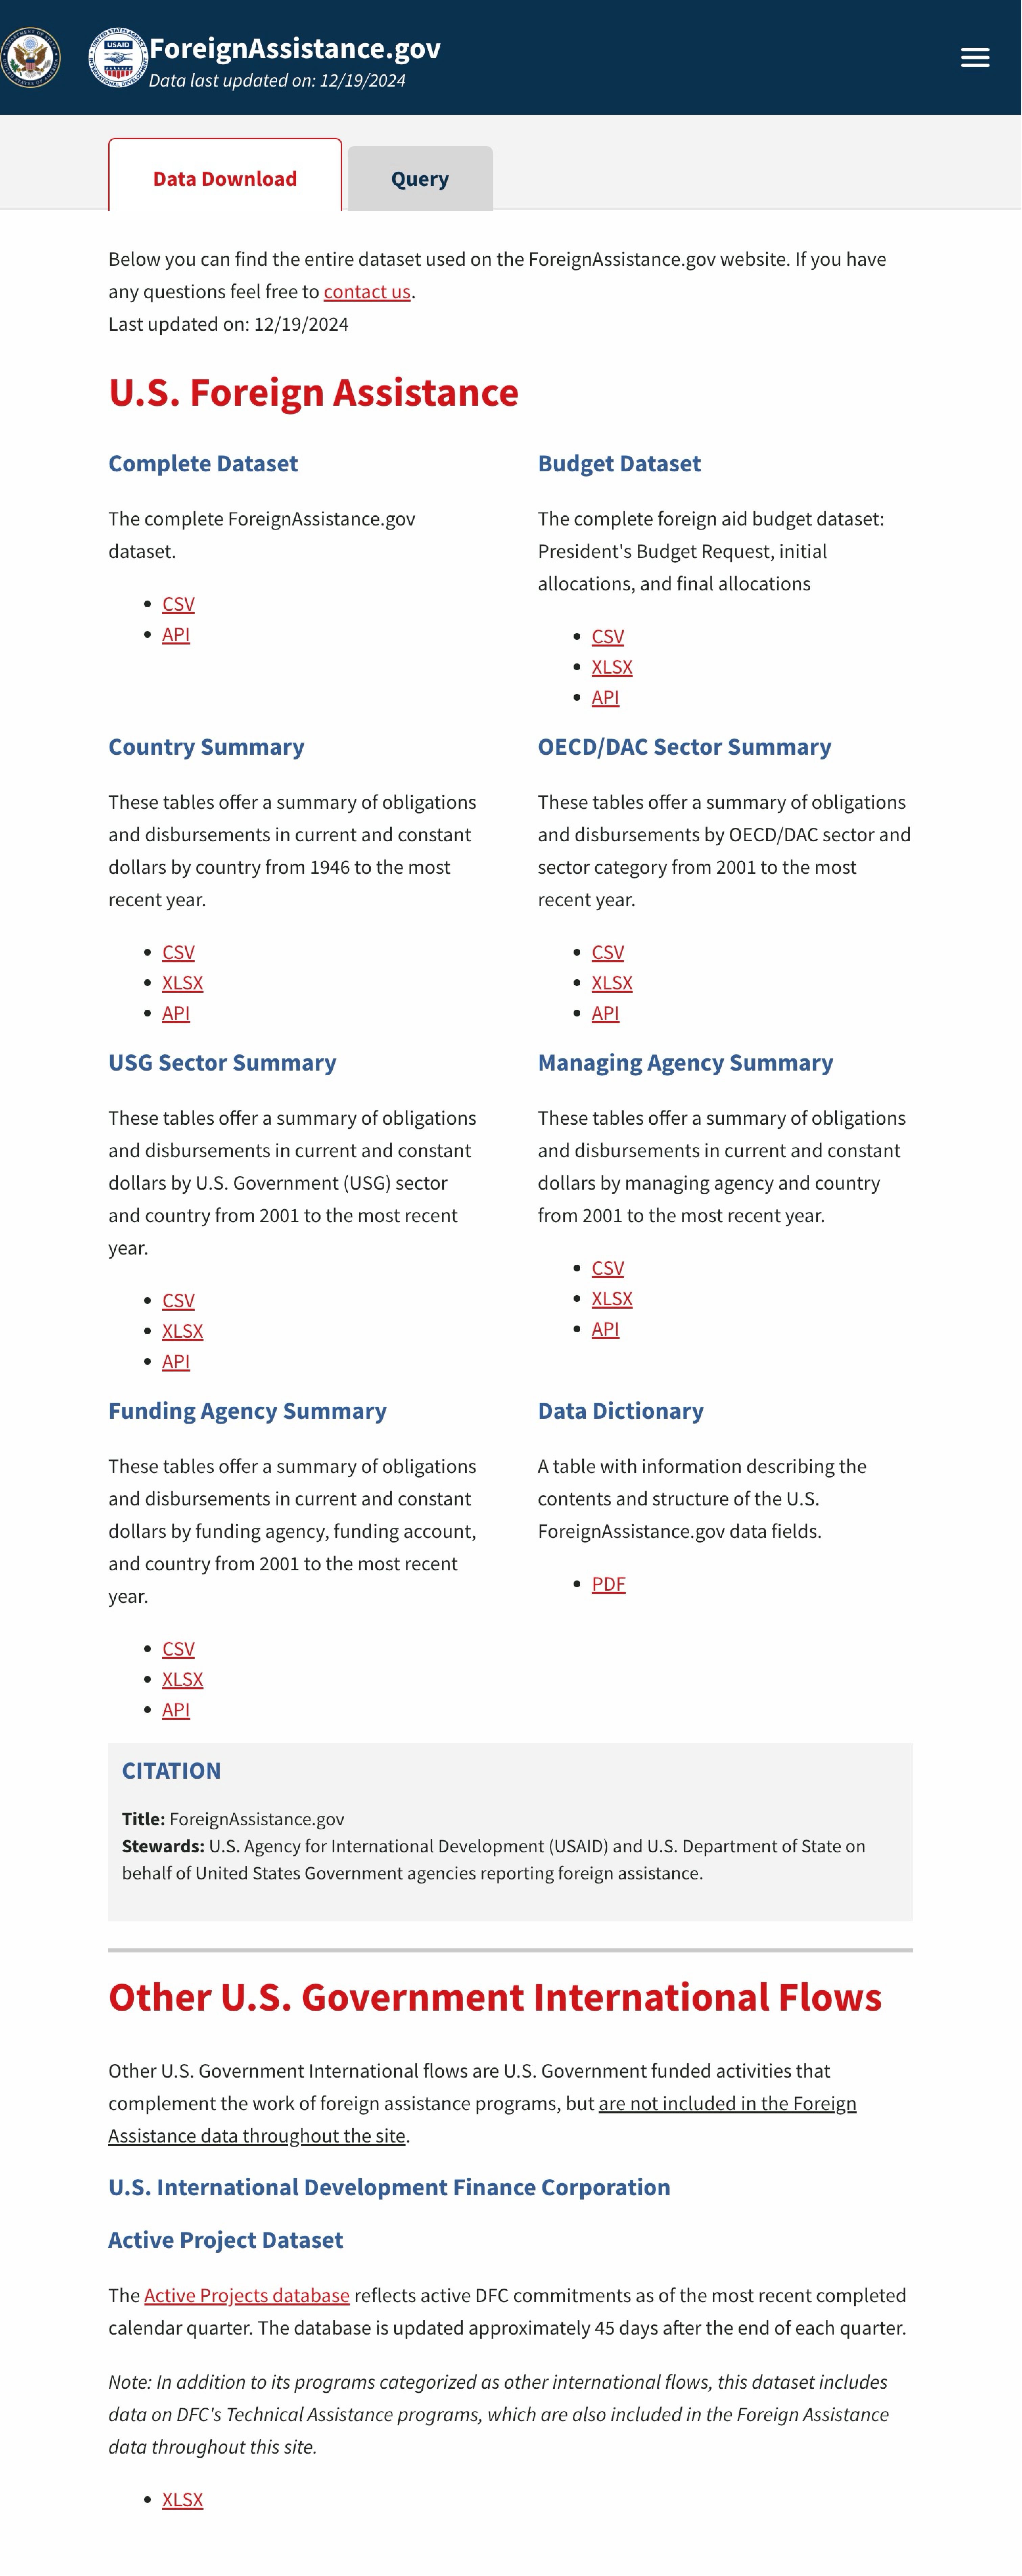 ForeignAssistance.gov
Data last updated on: 12/19/2024
Data Download
Query
Below you can find the entire dataset used on the ForeignAssistance.gov website. If you have
any questions feel free to contact us.
Last updated on: 12/19/2024
U.S. Foreign Assistance
Complete Dataset
The complete ForeignAssistance.gov
dataset.
• CSV
• API
Budget Dataset
The complete foreign aid budget dataset:
President's Budget Request, initial
allocations, and final allocations
• CSV
• XLSX
• API
Country Summary
These tables offer a summary of obligations
and disbursements in current and constant
dollars by country from 1946 to the most
recent year.
• CSV
• XLSX
• API
OECD/DAC Sector Summary
These tables offer a summary of obligations
and disbursements by OECD/DAC sector and
sector category from 2001 to the most
recent year.
• CSV
• XLSX
• API
USG Sector Summary
These tables offer a summary of obligations
and disbursements in current and constant
dollars by U.S. Government (USG) sector
and country from 2001 to the most recent
year.
• CSV
• XLSX
• API
Managing Agency Summary
These tables offer a summary of obligations
and disbursements in current and constant
dollars by managing agency and country
from 2001 to the most recent year.
• CSV
• XLSX
• API
Funding Agency Summary
These tables offer a summary of obligations
and disbursements in current and constant
dollars by funding agency, funding account,
and country from 2001 to the most recent
year.
• CSV
• XLSX
• API
Data Dictionary
A table with information describing the
contents and structure of the U.S.
ForeignAssistance.gov data fields.
• PDF
CITATION
Title: ForeignAssistance.gov
Stewards: U.S. Agency for International Development (USAID) and U.S. Department of State on
behalf of United States Government agencies reporting foreign assistance.
Other U.S. Government International Flows
Other U.S. Government International flows are U.S. Government funded activities that
complement the work of foreign assistance programs, but are not included in the Foreign
Assistance data throughout the site.
U.S. International Development Finance Corporation
Active Project Dataset
The Active Projects database reflects active DFC commitments as of the most recent completed
calendar quarter. The database is updated approximately 45 days after the end of each quarter.
Note: In addition to its programs categorized as other international flows, this dataset includes
data on DFC's Technical Assistance programs, which are also included in the Foreign Assistance
data throughout this site.
• XLSX